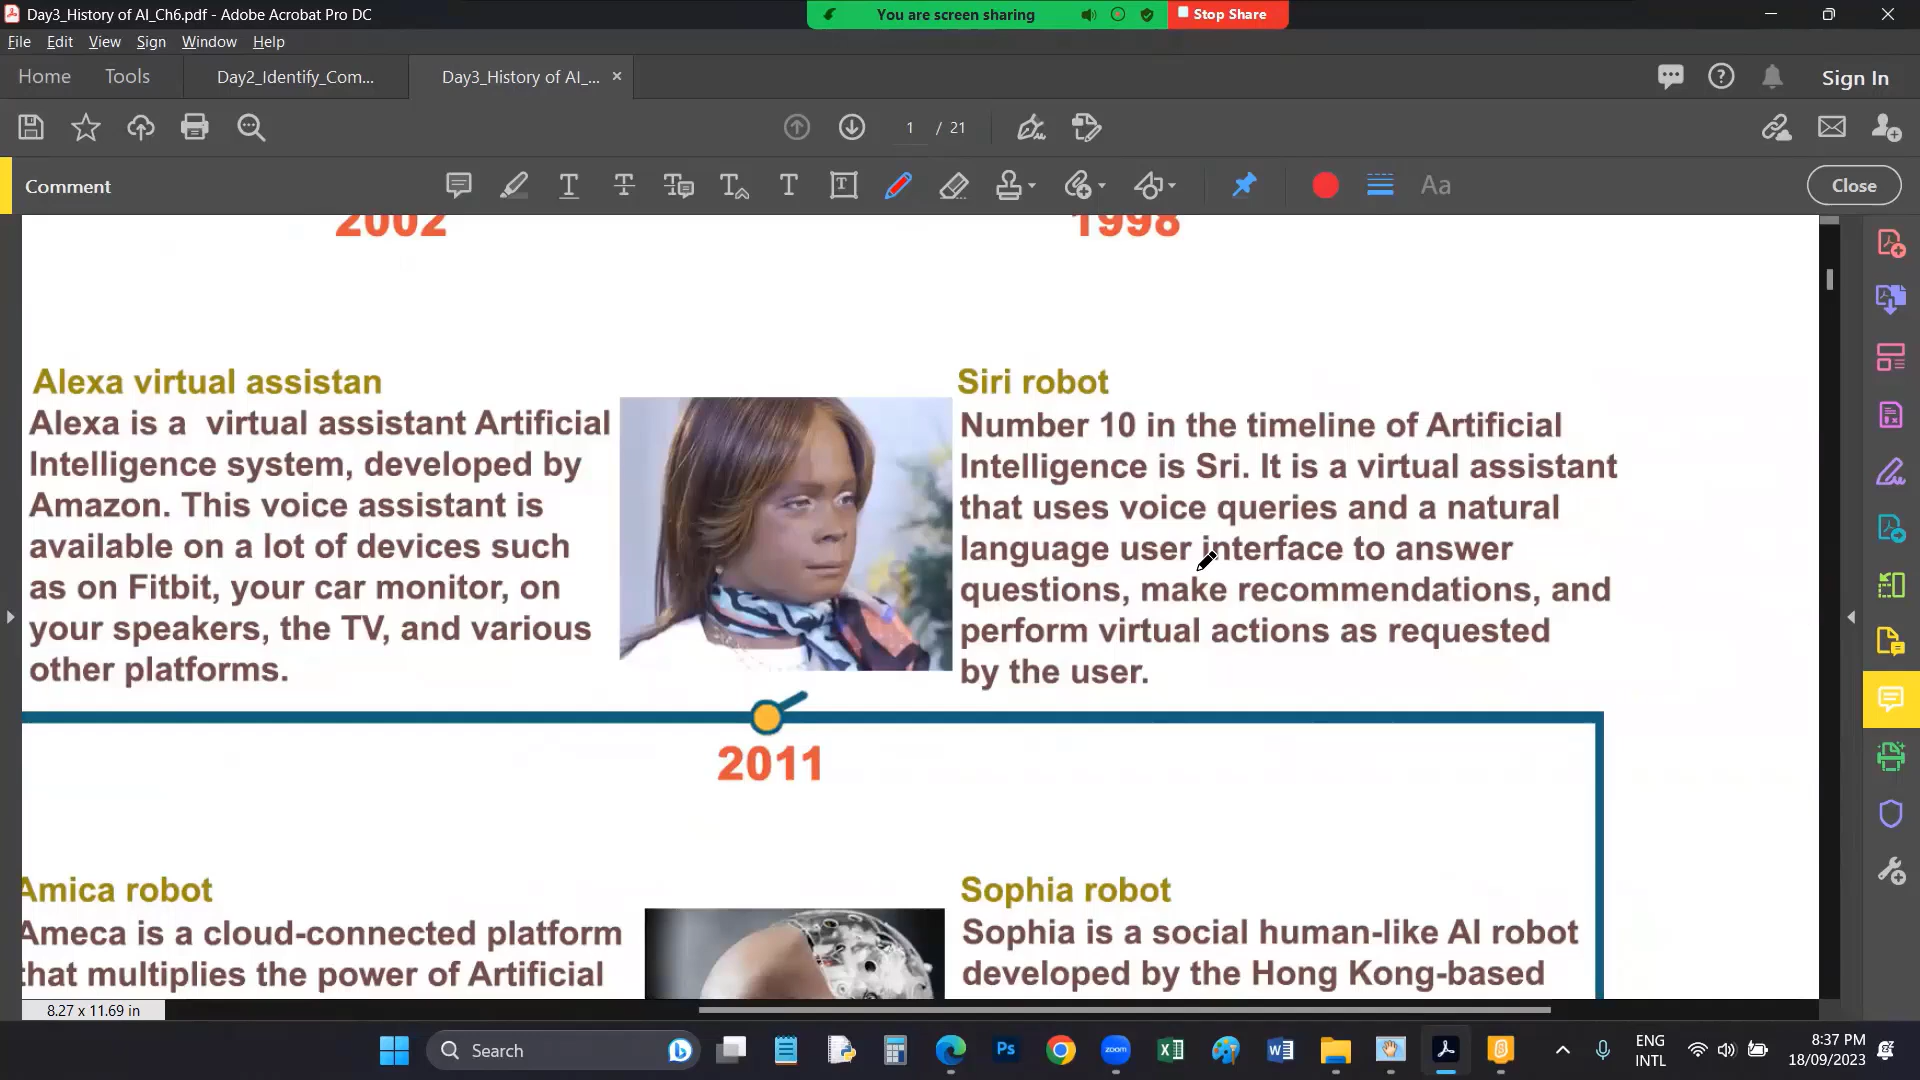 Day3_History of AI_Ch6.pdf - Adobe Acrobat Pro DC
You are screen sharing
Stop Share
File Edit View Sign Window Help
Home Tools Day2_Identify_Com... Day3_History of AI_... × Sign In
1 / 21
Comment
Aa
Close
2002 1998
Alexa virtual assistan
Alexa is a virtual assistant Artificial
Intelligence system, developed by
Amazon. This voice assistant is
available on a lot of devices such
as on Fitbit, your car monitor, on
your speakers, the TV, and various
other platforms.
Siri robot
Number 10 in the timeline of Artificial
Intelligence is Sri. It is a virtual assistant
that uses voice queries and a natural
language user interface to answer
questions, make recommendations, and
perform virtual actions as requested
by the user.
2011
Amica robot
Ameca is a cloud-connected platform
that multiplies the power of Artificial
Sophia robot
Sophia is a social human-like AI robot
developed by the Hong Kong-based
8.27 x 11.69 in
Search
Ps
zoom
ENG
INTL
8:37 PM
18/09/2023